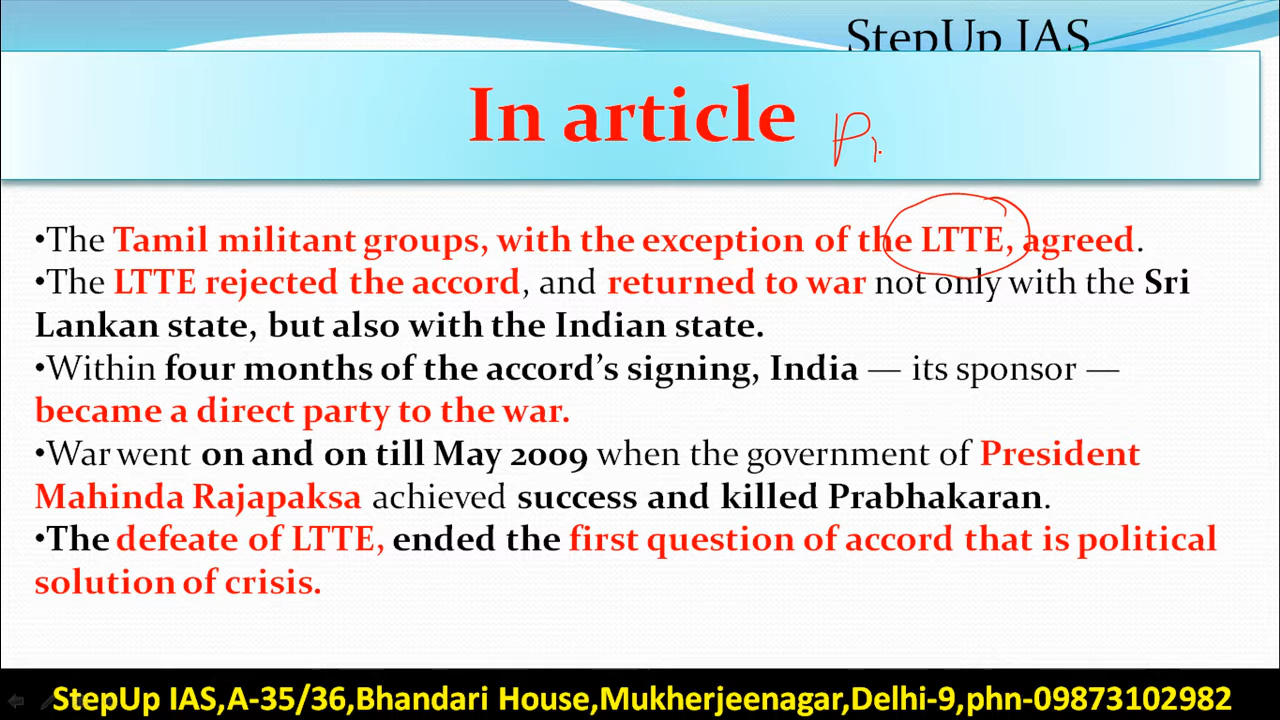 StepUp IAS
In article
•The Tamil militant groups, with the exception of the LTTE, agreed.
•The LTTE rejected the accord, and returned to war not only with the Sri
Lankan state, but also with the Indian state.
•Within four months of the accord’s signing, India — its sponsor —
became a direct party to the war.
•War went on and on till May 2009 when the government of President
Mahinda Rajapaksa achieved success and killed Prabhakaran.
•The defeate of LTTE, ended the first question of accord that is political
solution of crisis.
StepUp IAS,A-35/36,Bhandari House,Mukherjeenagar,Delhi-9,phn-09873102982